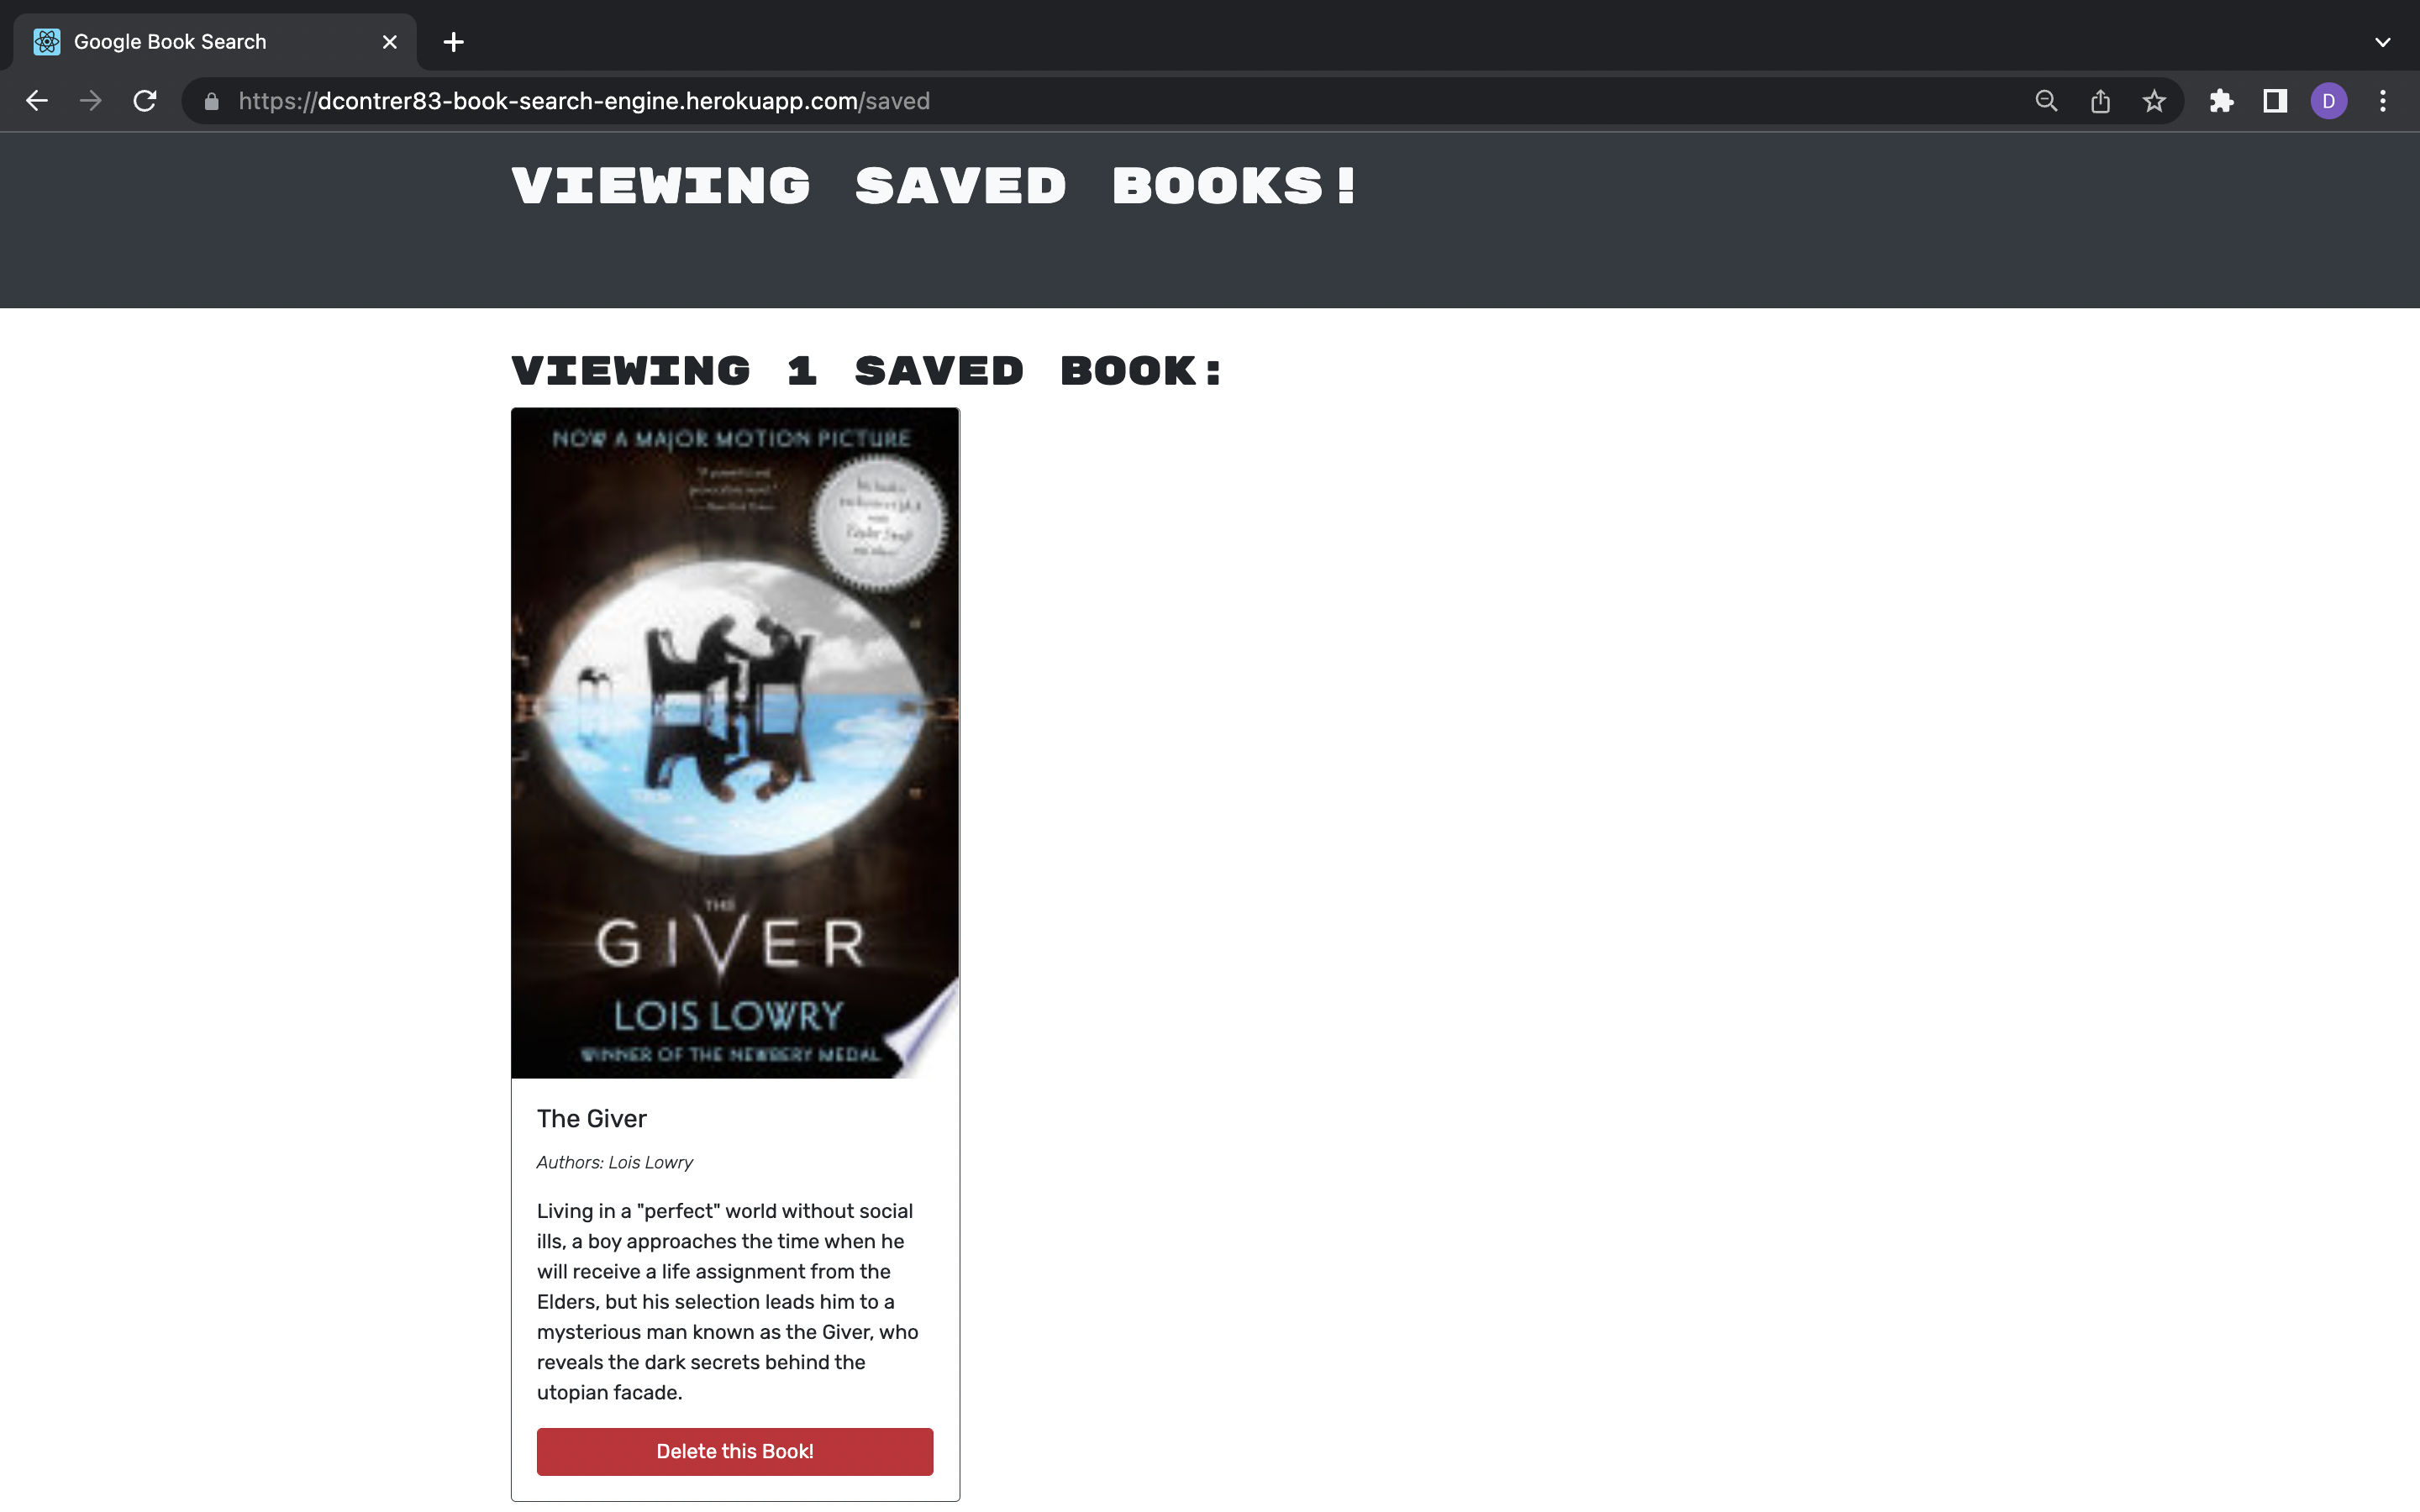 Google Book Search
https://dcontrer83-book-search-engine.herokuapp.com/saved
D
VIEWING SAVED BOOKS!
VIEWING 1 SAVED BOOK:
NOW A MAJOR MOTION PICTURE
THE
GIVER
LOIS LOWRY
WINNER OF THE NEWBERY MEDAL
The Giver
Authors: Lois Lowry
Living in a "perfect" world without social
ills, a boy approaches the time when he
will receive a life assignment from the
Elders, but his selection leads him to a
mysterious man known as the Giver, who
reveals the dark secrets behind the
utopian facade.
Delete this Book!